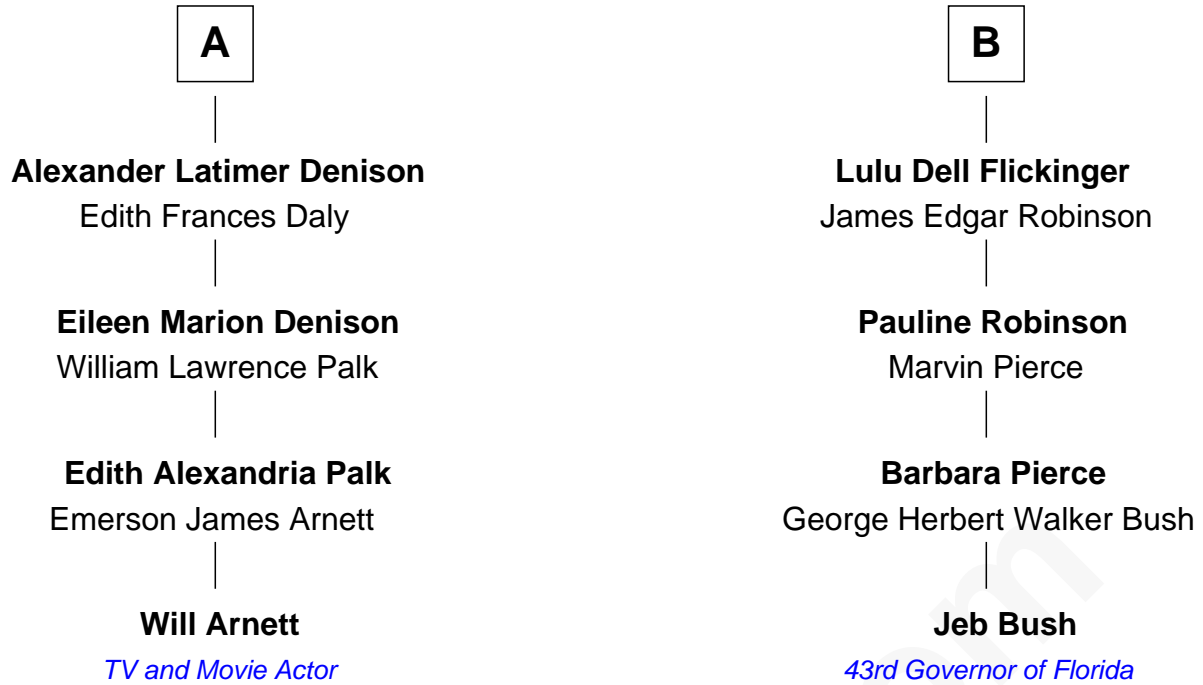 A
Alexander Latimer Denison
Edith Frances Daly
Eileen Marion Denison
William Lawrence Palk
Edith Alexandria Palk
Emerson James Arnett
Will Arnett
TV and Movie Actor
B
Lulu Dell Flickinger
James Edgar Robinson
Pauline Robinson
Marvin Pierce
Barbara Pierce
George Herbert Walker Bush
Jeb Bush
43rd Governor of Florida